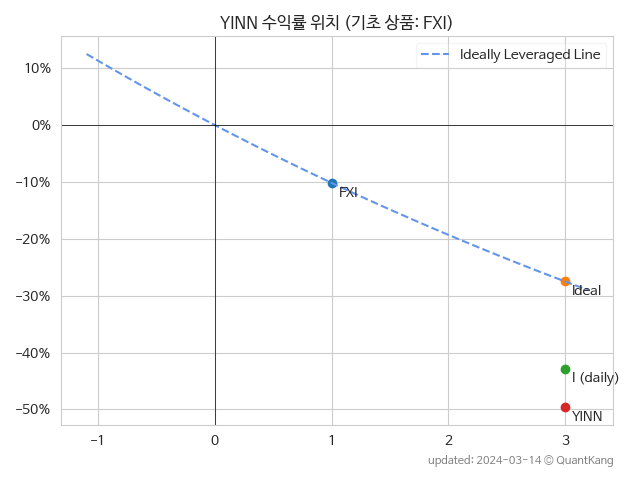 YINN 수익률 위치 (기초 상품: FXI)
Ideally Leveraged Line
10%
0%
−10%
−20%
−30%
−40%
−50%
FXI
Ideal
I (daily)
YINN
−1
0
1
2
3
updated: 2024-03-14 © QuantKang